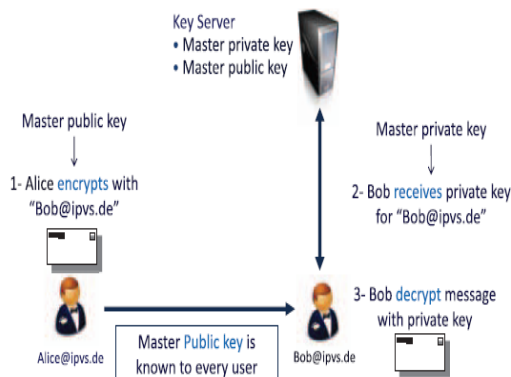 Key Server
• Master private key
• Master public key
Master public key
1- Alice encrypts with
“Bob@ipvs.de”
Master private key
2- Bob receives private key
for “Bob@ipvs.de”
3- Bob decrypt message
with private key
Alice@ipvs.de
Master Public key is
known to every user
Bob@ipvs.de